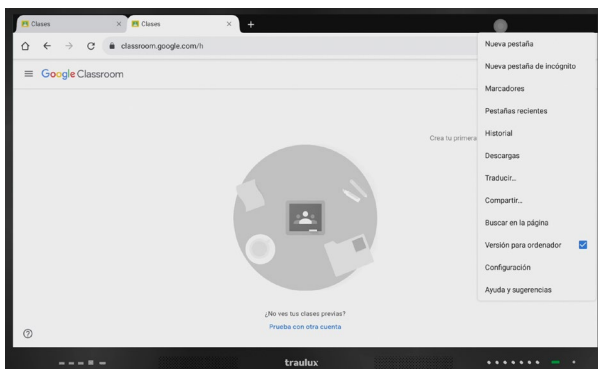 Clases
Clases
classroom.google.com/h
Google Classroom
Crea tu primera
¿No ves tus clases previas?
Prueba con otra cuenta
Nueva pestaña
Nueva pestaña de incógnito
Marcadores
Pestañas recientes
Historial
Descargas
Traducir...
Compartir...
Buscar en la página
Versión para ordenador
Configuración
Ayuda y sugerencias
traulux